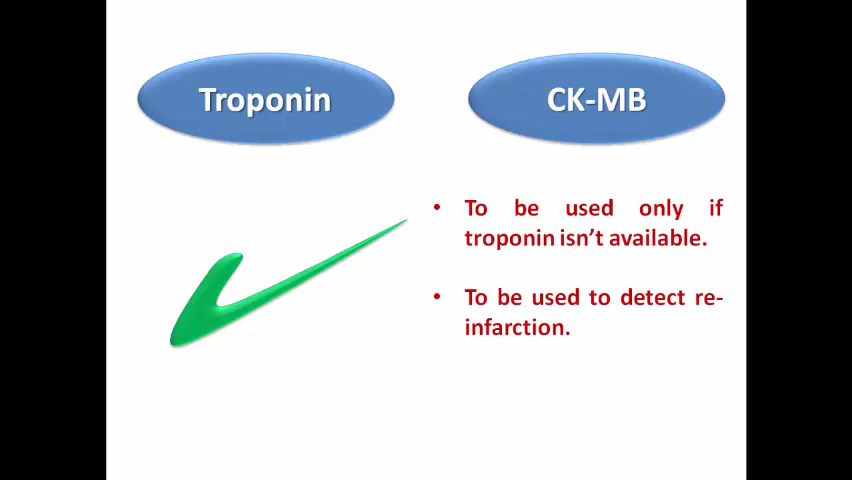 Troponin
CK-MB
• To be used only if
troponin isn’t available.
• To be used to detect re-
infarction.